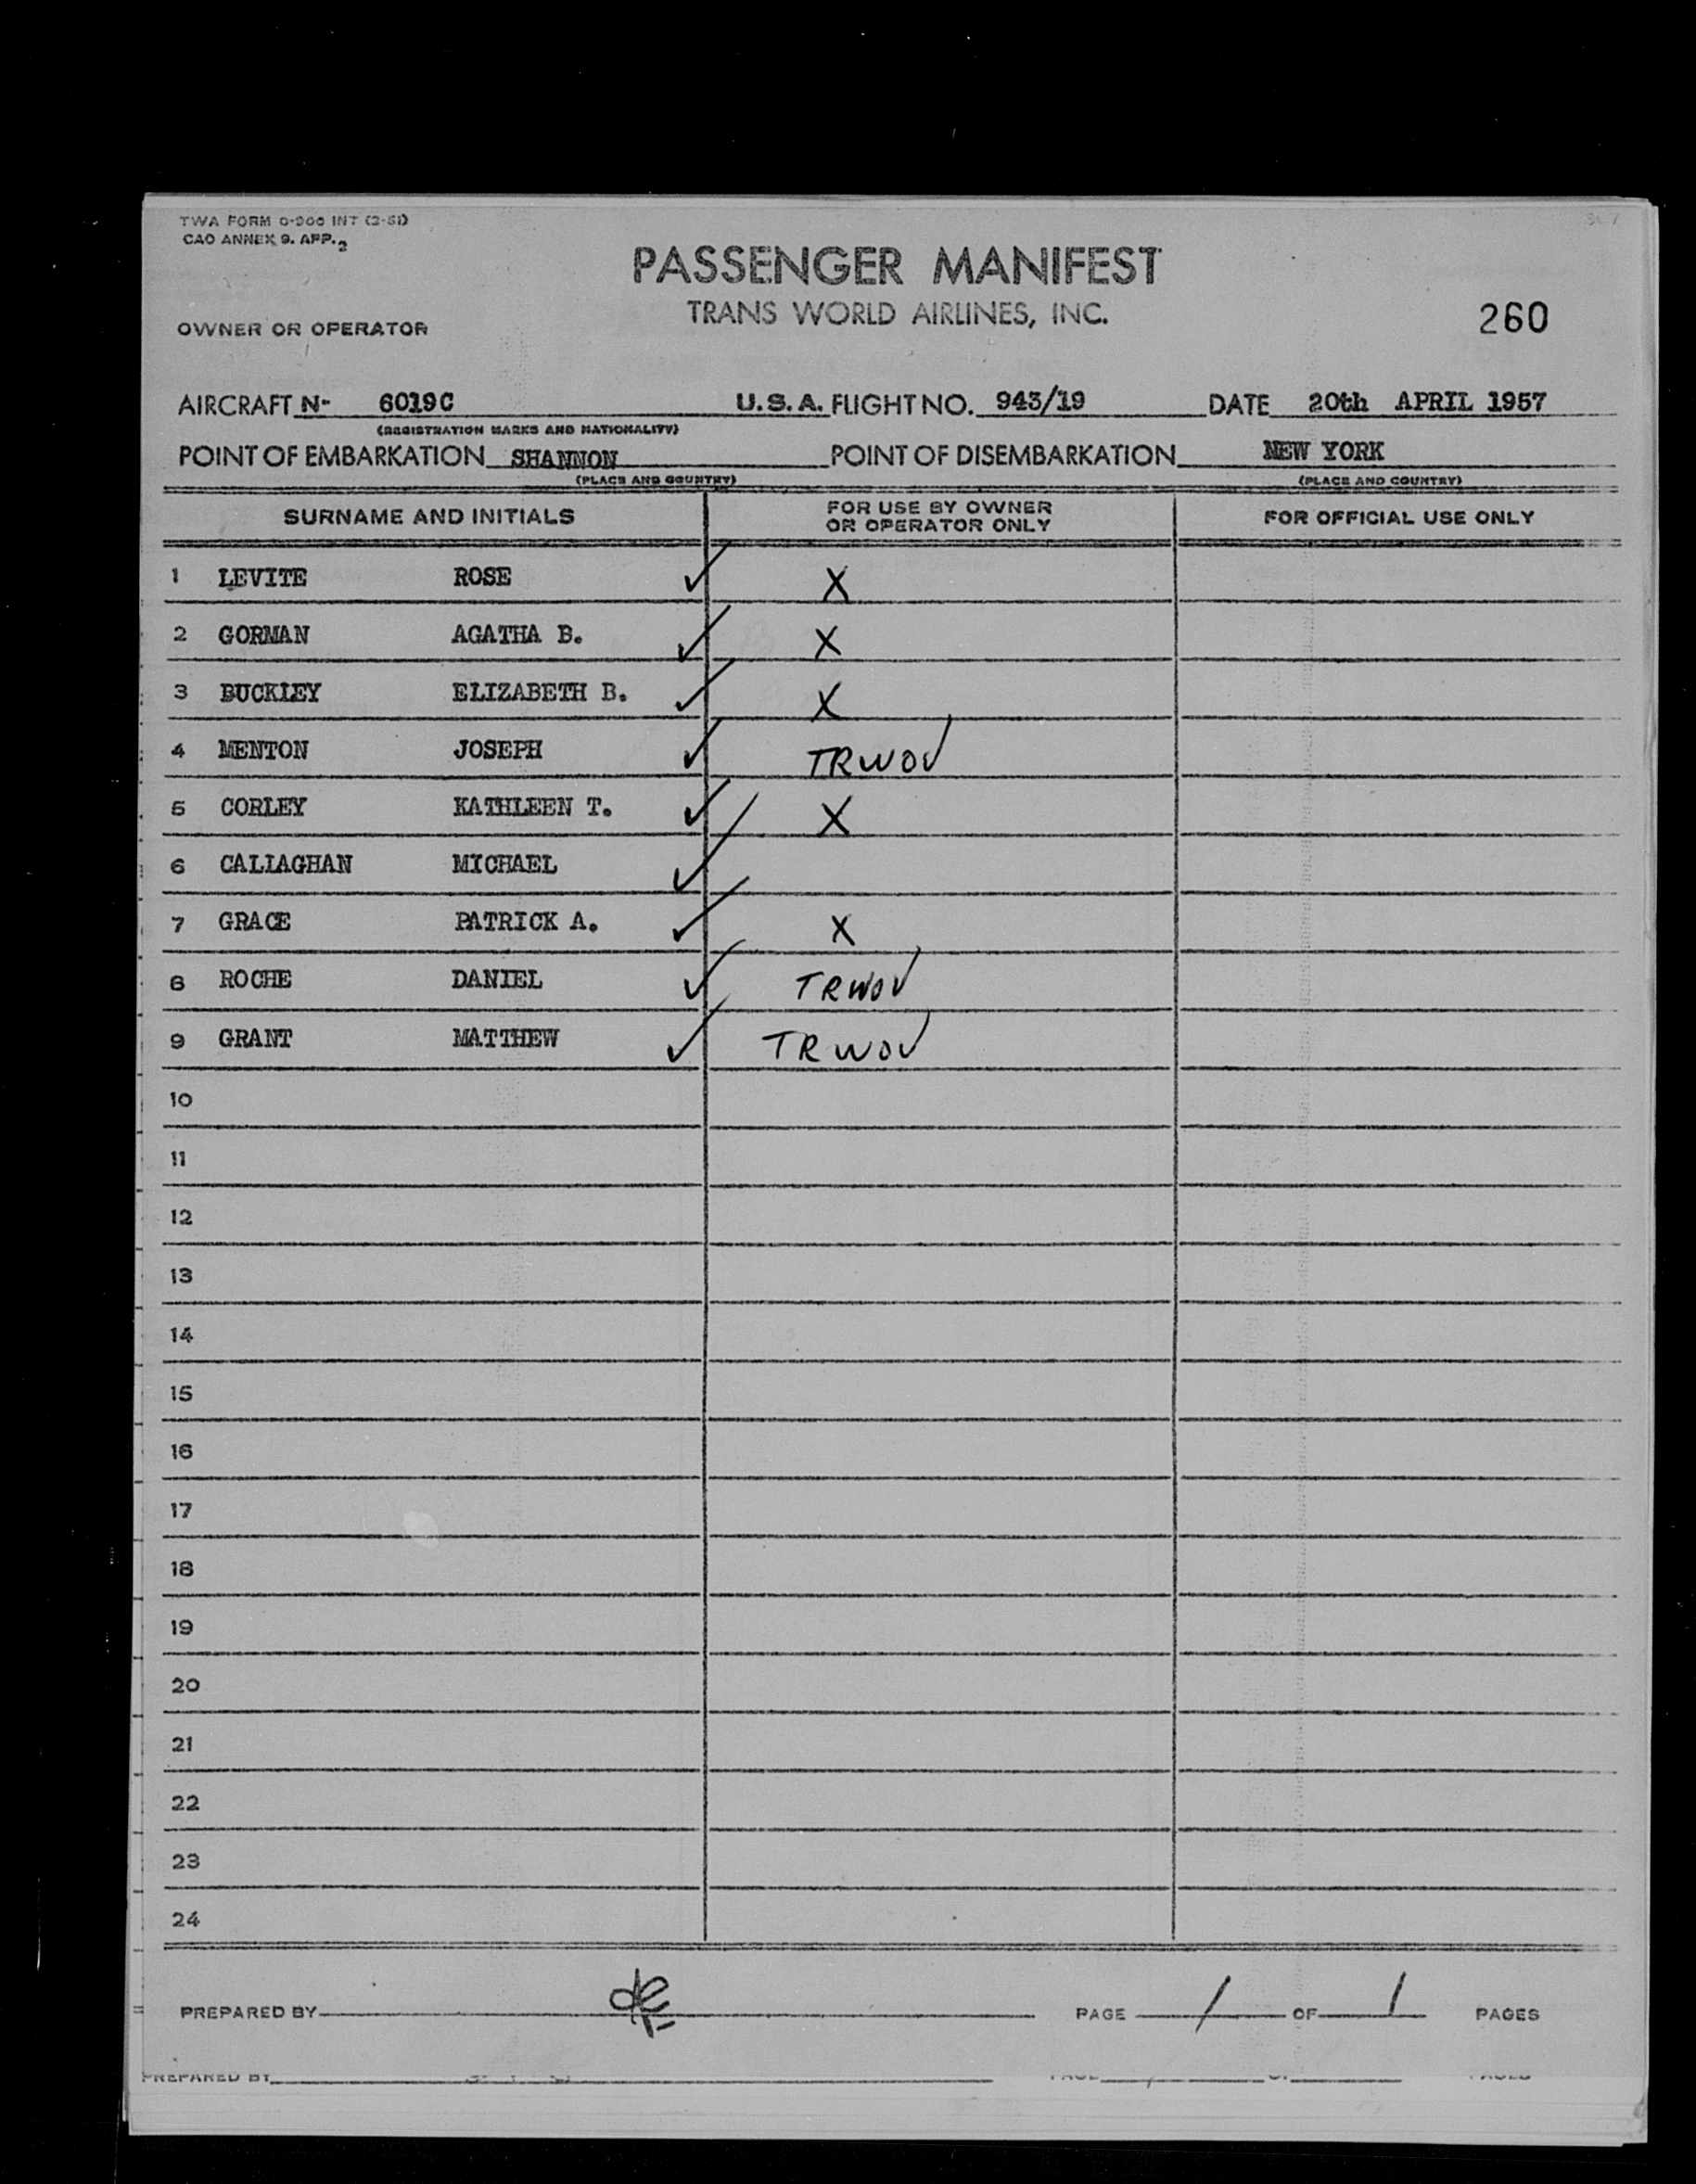 TWA FORM O-900 INT (2-51)
CAO ANNEX 9. APP. 2
PASSENGER MANIFEST
TRANS WORLD AIRLINES, INC.
OWNER OR OPERATOR
260
AIRCRAFT N- 6019C U.S.A. FLIGHT NO. 943/19 DATE 20th APRIL 1957
(REGISTRATION MARKS AND NATIONALITY)
POINT OF EMBARKATION SHANNON POINT OF DISEMBARKATION NEW YORK
(PLACE AND COUNTRY) (PLACE AND COUNTRY)
SURNAME AND INITIALS FOR USE BY OWNER OR OPERATOR ONLY FOR OFFICIAL USE ONLY
1 LEVITE ROSE ✓ X
2 GORMAN AGATHA B. ✓ X
3 BUCKLEY ELIZABETH B. ✓ X
4 MENTON JOSEPH ✓ TRWOV
5 CORLEY KATHLEEN T. ✓ X
6 CALLAGHAN MICHAEL ✓
7 GRACE PATRICK A. ✓ X
8 ROCHE DANIEL ✓ TRWOV
9 GRANT MATTHEW ✓ TRWOV
10
11
12
13
14
15
16
17
18
19
20
21
22
23
24
PREPARED BY PAGE 1 OF 1 PAGES
PREPARED BY